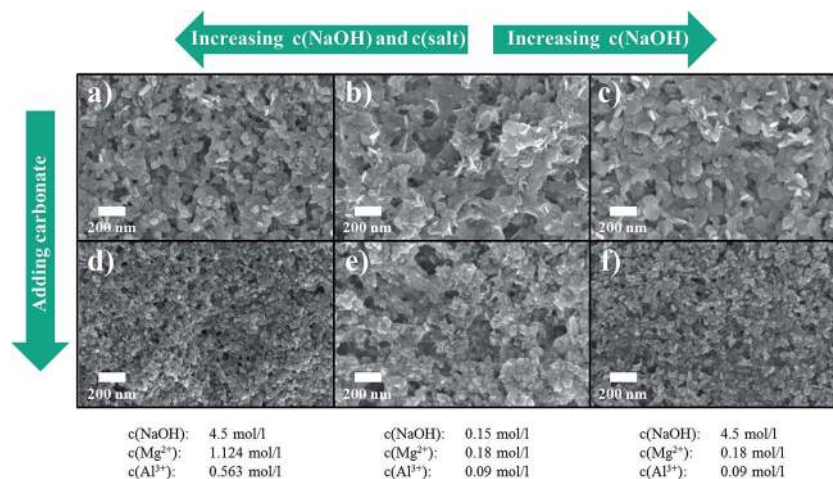 Increasing c(NaOH) and c(salt)
Increasing c(NaOH)
Adding carbonate
a)
b)
c)
200 nm
200 nm
200 nm
d)
e)
f)
200 nm
200 nm
200 nm
c(NaOH): 4.5 mol/l
c(Mg²⁺): 1.124 mol/l
c(Al³⁺): 0.563 mol/l
c(NaOH): 0.15 mol/l
c(Mg²⁺): 0.18 mol/l
c(Al³⁺): 0.09 mol/l
c(NaOH): 4.5 mol/l
c(Mg²⁺): 0.18 mol/l
c(Al³⁺): 0.09 mol/l